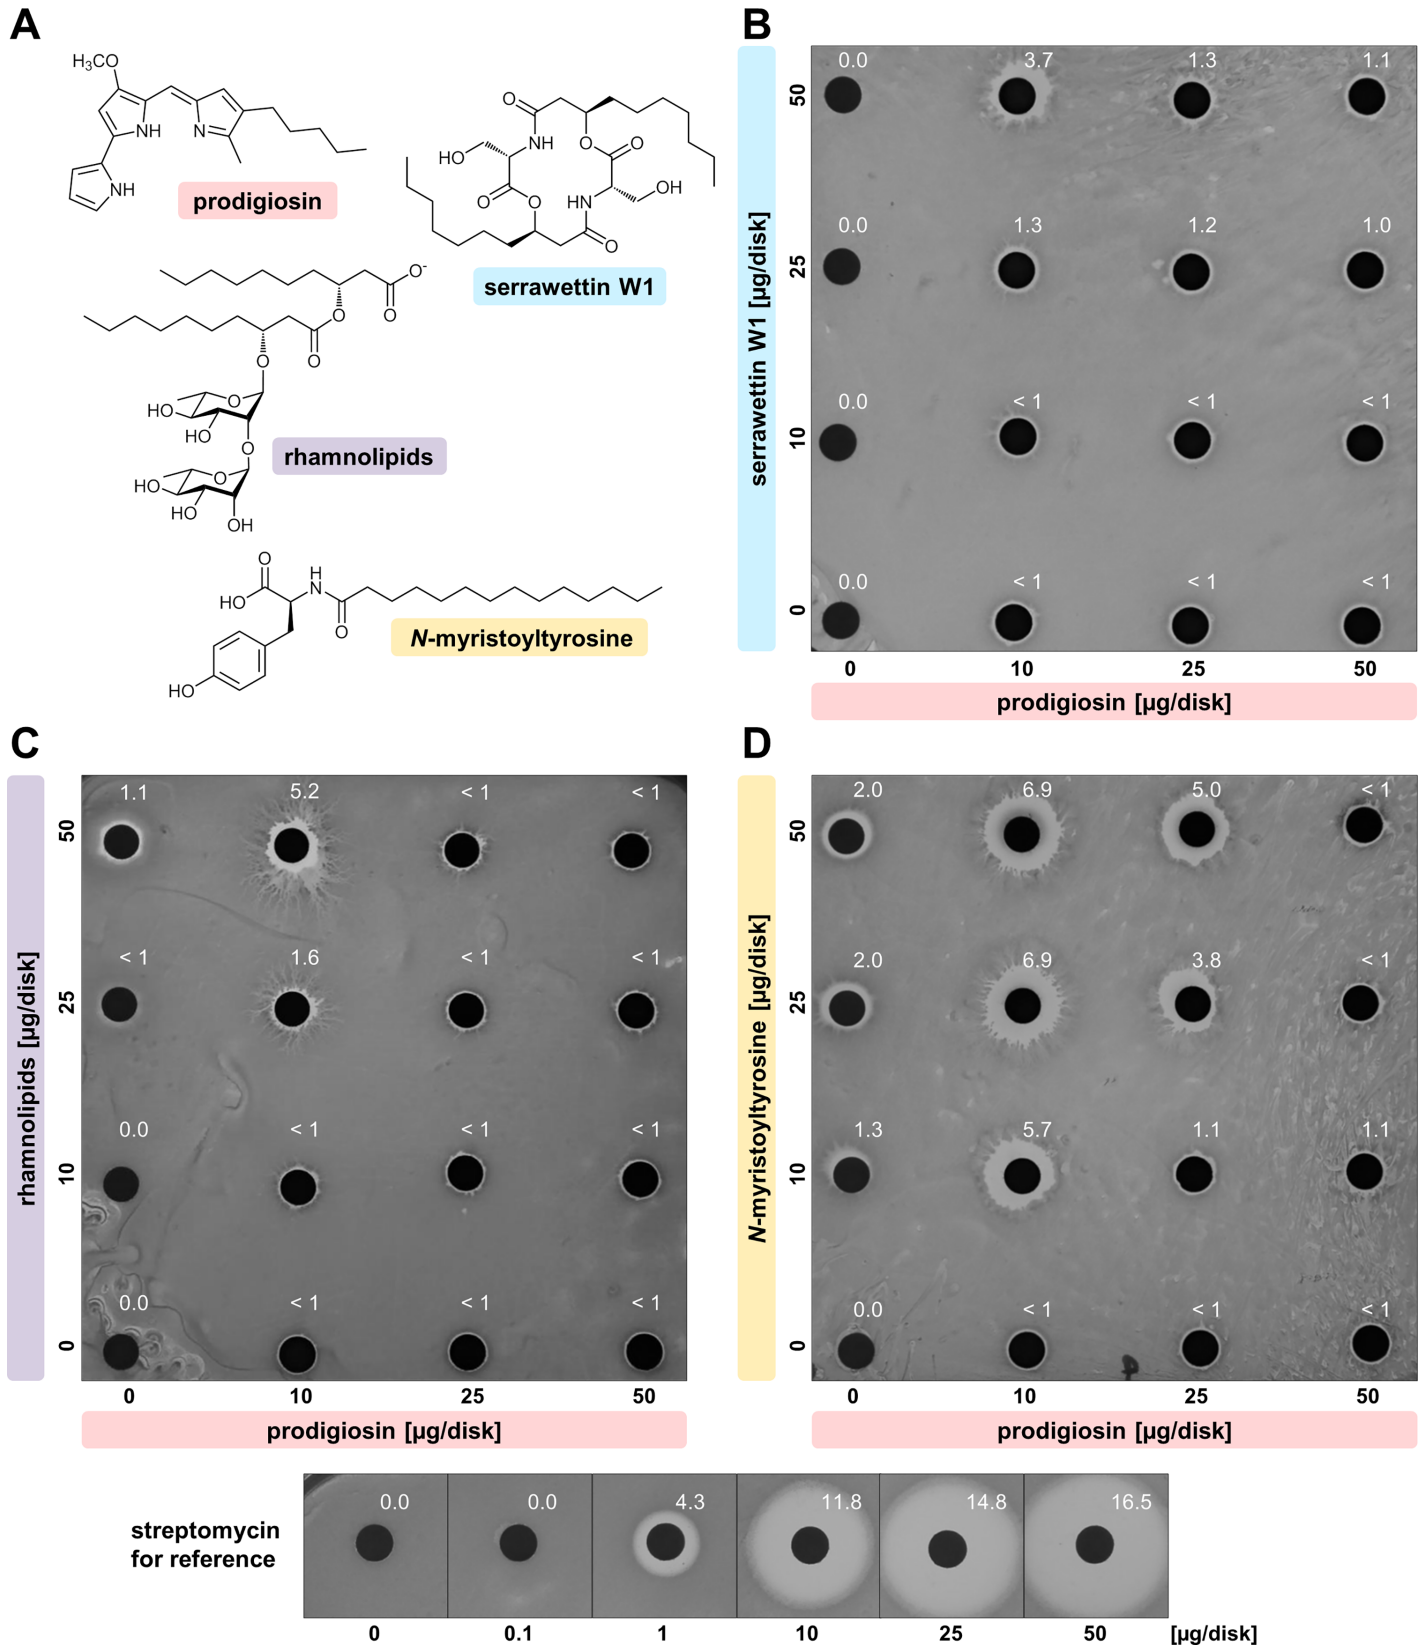 A
H₃CO
NH
N
NH
prodigiosin
O
NH
HO
O
O
O
O
HN
OH
O
serrawettin W1
O⁻
O
O
O
O
O
HO
HO
O
O
HO
HO
OH
rhamnolipids
O
HO
H
N
O
HO
N-myristoyltyrosine
B
serrawettin W1 [µg/disk]
50
0.0 3.7 1.3 1.1
25
0.0 1.3 1.2 1.0
10
0.0 < 1 < 1 < 1
0
0.0 < 1 < 1 < 1
0 10 25 50
prodigiosin [µg/disk]
C
rhamnolipids [µg/disk]
50
1.1 5.2 < 1 < 1
25
< 1 1.6 < 1 < 1
10
0.0 < 1 < 1 < 1
0
0.0 < 1 < 1 < 1
0 10 25 50
prodigiosin [µg/disk]
D
N-myristoyltyrosine [µg/disk]
50
2.0 6.9 5.0 < 1
25
2.0 6.9 3.8 < 1
10
1.3 5.7 1.1 1.1
0
0.0 < 1 < 1 < 1
0 10 25 50
prodigiosin [µg/disk]
streptomycin
for reference
0.0 0.0 4.3 11.8 14.8 16.5
0 0.1 1 10 25 50 [µg/disk]